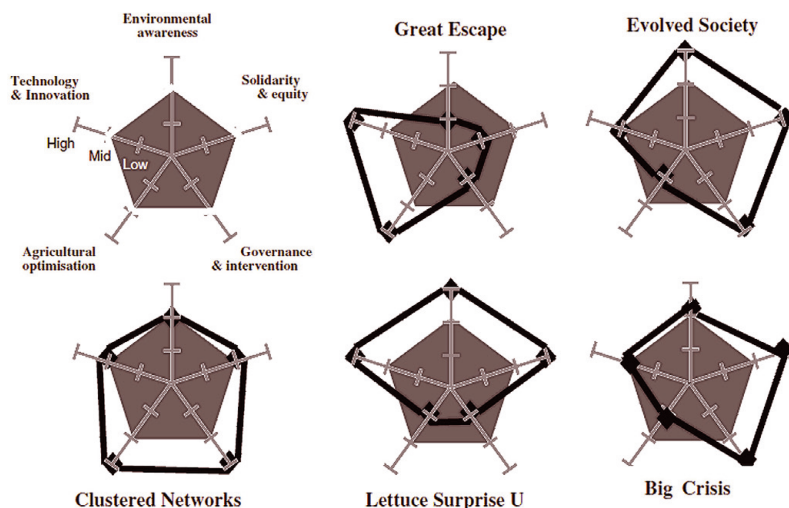 Environmental
awareness
Technology
& Innovation
Solidarity
& equity
High
Mid
Low
Agricultural
optimisation
Governance
& intervention
Great Escape
Evolved Society
Clustered Networks
Lettuce Surprise U
Big Crisis